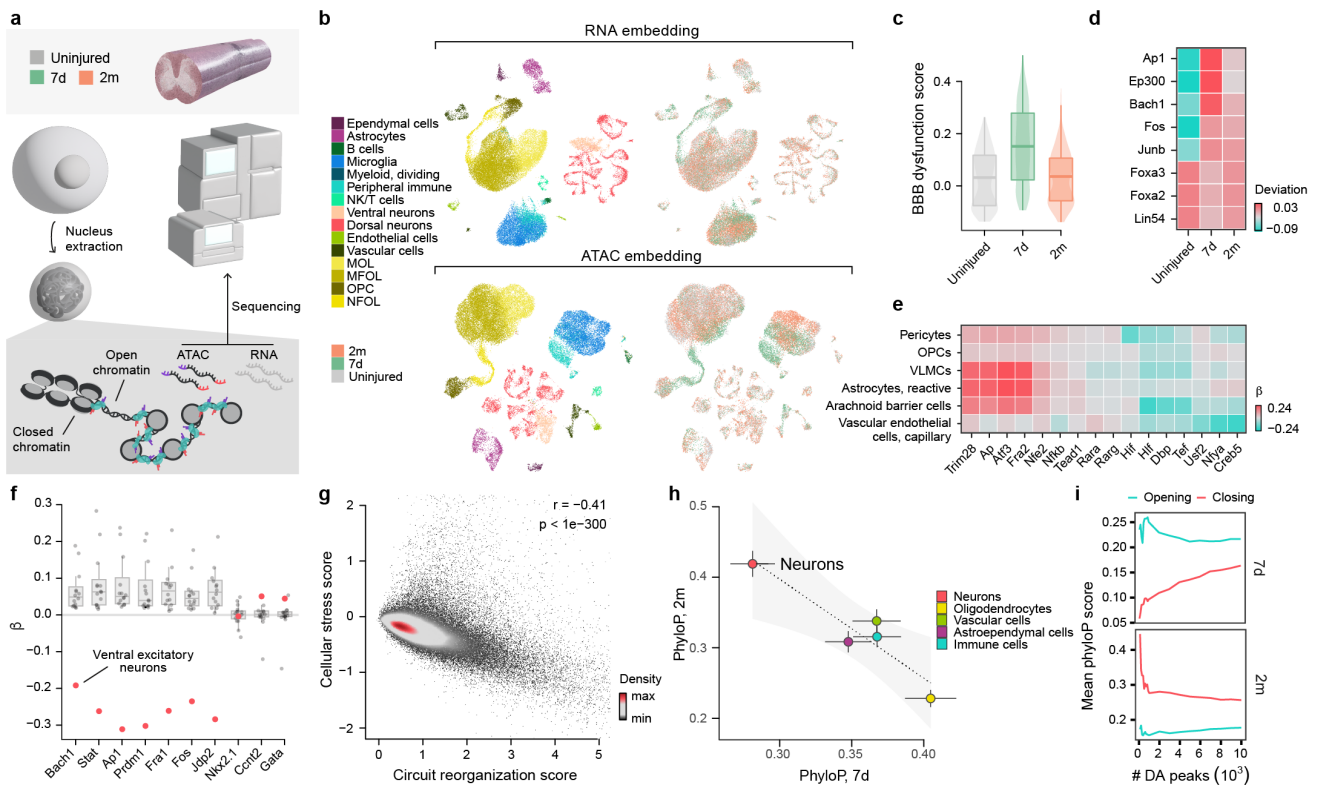 a
Uninjured
7d
2m
Nucleus
extraction
Sequencing
Open
chromatin
ATAC
RNA
Closed
chromatin
b
RNA embedding
Ependymal cells
Astrocytes
B cells
Microglia
Myeloid, dividing
Peripheral immune
NK/T cells
Ventral neurons
Dorsal neurons
Endothelial cells
Vascular cells
MOL
MFOL
OPC
NFOL
ATAC embedding
2m
7d
Uninjured
c
BBB dysfunction score
0.4
0.2
0.0
Uninjured
7d
2m
d
Ap1
Ep300
Bach1
Fos
Junb
Foxa3
Foxa2
Lin54
Uninjured
7d
2m
Deviation
0.03
−0.09
e
Pericytes
OPCs
VLMCs
Astrocytes, reactive
Arachnoid barrier cells
Vascular endothelial
cells, capillary
Trim28
Ap
Atf3
Fra2
Nfe2
Nfkb
Tead1
Rara
Rarg
Hif
Hlf
Dbp
Tef
Usf2
Nfya
Creb5
β
0.24
−0.24
f
β
0.3
0.2
0.1
0.0
−0.1
−0.2
−0.3
Ventral excitatory
neurons
Bach1
Stat
Ap1
Prdm1
Fra1
Fos
Jdp2
Nkx2.1
Ccnt2
Gata
g
Cellular stress score
2
1
0
−1
−2
r = −0.41
p < 1e−300
Density
max
min
0
1
2
3
4
5
Circuit reorganization score
h
PhyloP, 2m
0.5
0.4
0.3
0.2
Neurons
Neurons
Oligodendrocytes
Vascular cells
Astroependymal cells
Immune cells
0.30
0.35
0.40
PhyloP, 7d
i
Opening
Closing
Mean phyloP score
0.25
0.20
0.15
0.10
0.05
7d
0.4
0.3
0.2
2m
0 2 4 6 8 10
# DA peaks (10³)